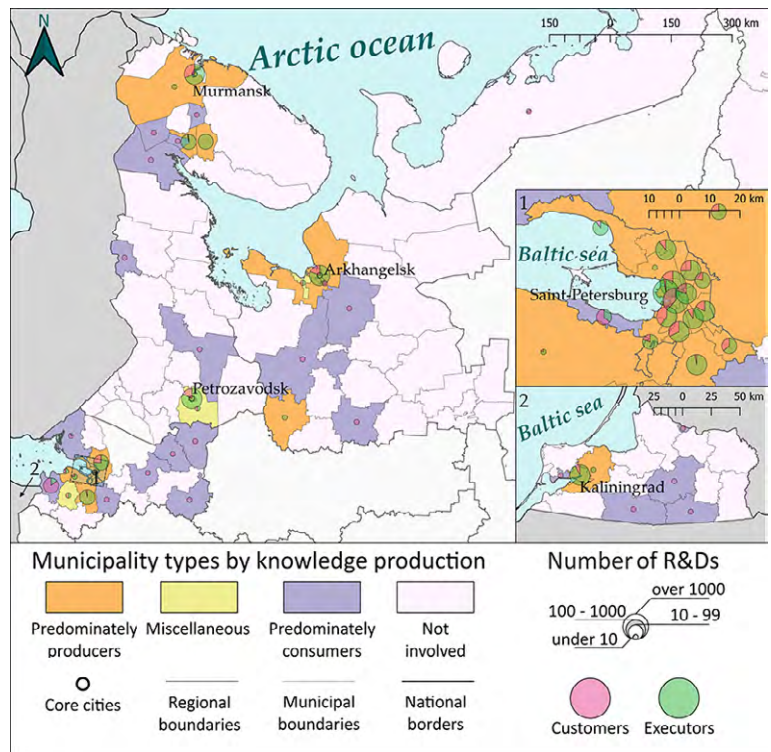 N
150 0 150 300 km
Arctic ocean
Murmansk
Arkhangelsk
Petrozavodsk
1
2
1
10 0 10 20 km
Baltic sea
Saint-Petersburg
2
25 0 25 50 km
Baltic sea
Kaliningrad
Municipality types by knowledge production
Predominately
producers
Miscellaneous
Predominately
consumers
Not
involved
Core cities
Regional
boundaries
Municipal
boundaries
National
borders
Number of R&Ds
over 1000
100 - 1000
10 - 99
under 10
Customers
Executors